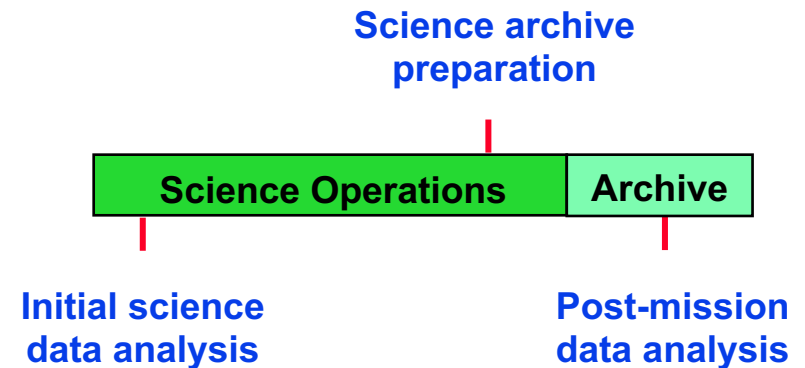 Science archive
preparation
Science Operations
Archive
Initial science
data analysis
Post-mission
data analysis